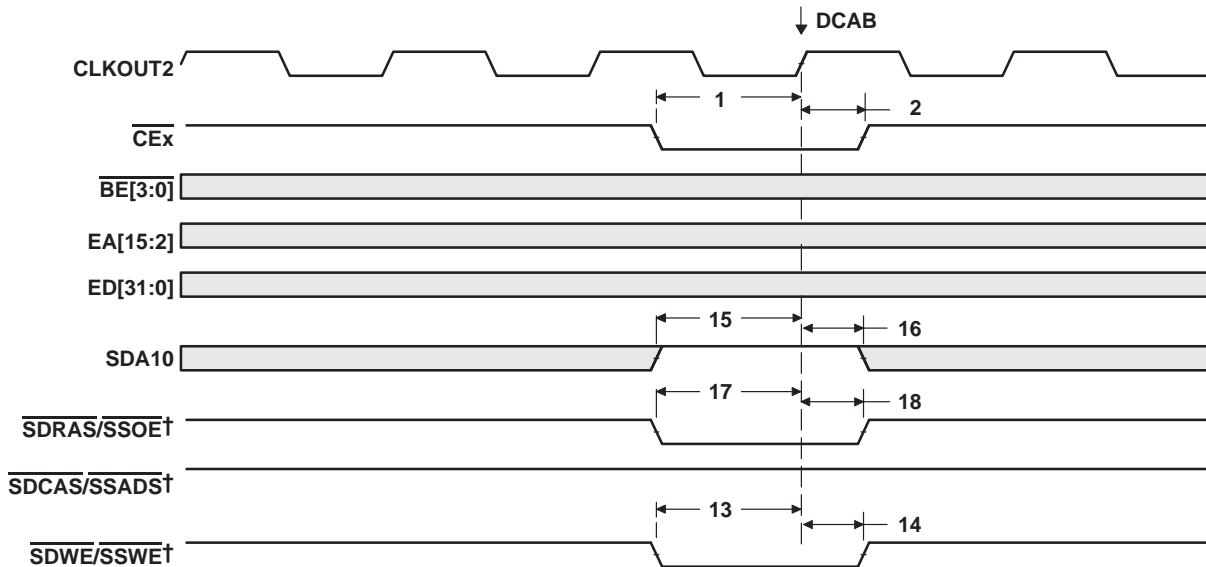 DCAB
CLKOUT2
1
2
CEx
BE[3:0]
EA[15:2]
ED[31:0]
15
16
SDA10
17
18
SDRAS/SSOE†
SDCAS/SSADS†
13
14
SDWE/SSWE†